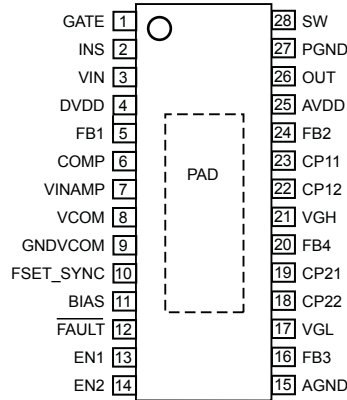 GATE 1 28 SW
INS 2 27 PGND
VIN 3 26 OUT
DVDD 4 25 AVDD
FB1 5 24 FB2
COMP 6 23 CP11
PAD
VINAMP 7 22 CP12
VCOM 8 21 VGH
GNDVCOM 9 20 FB4
FSET_SYNC 10 19 CP21
BIAS 11 18 CP22
FAULT 12 17 VGL
EN1 13 16 FB3
EN2 14 15 AGND